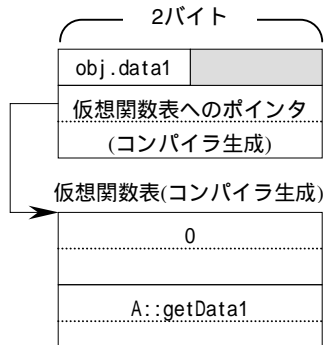 2バイト
obj.data1
仮想関数表へのポインタ
(コンパイラ生成)
仮想関数表(コンパイラ生成)
0
A::getData1